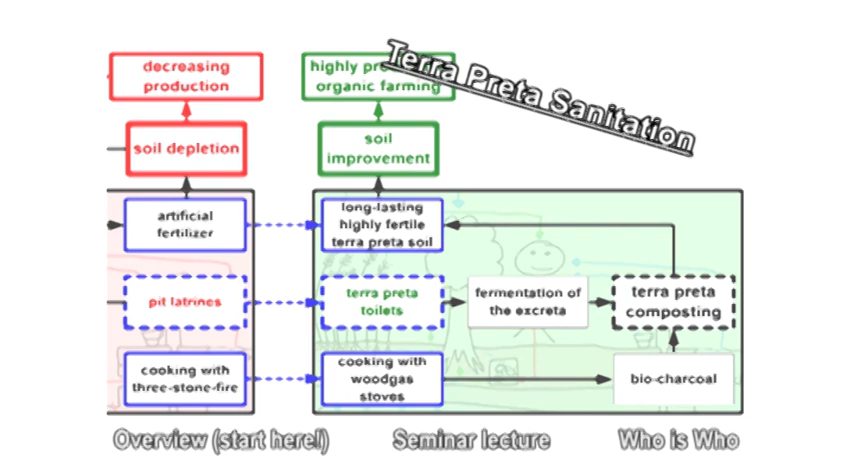 Terra Preta Sanitation
decreasing
production
highly
organic farming
soil depletion
soil
improvement
artificial
fertilizer
long-lasting
highly fertile
terra preta soil
pit latrines
terra preta
toilets
fermentation of
the excreta
terra preta
composting
cooking with
three-stone-fire
cooking with
woodgas
stoves
bio-charcoal
Overview (start here!)
Seminar lecture
Who is Who